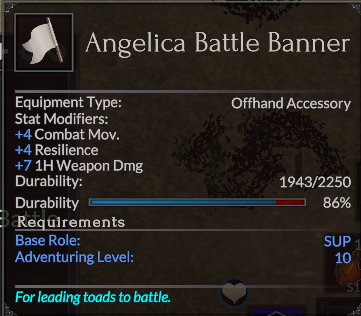 Angelica Battle Banner
Equipment Type: Offhand Accessory
Stat Modifiers:
+4 Combat Mov.
+4 Resilience
+7 1H Weapon Dmg
Durability: 1943/2250
Durability 86%
Requirements
Base Role: SUP
Adventuring Level: 10
For leading toads to battle.